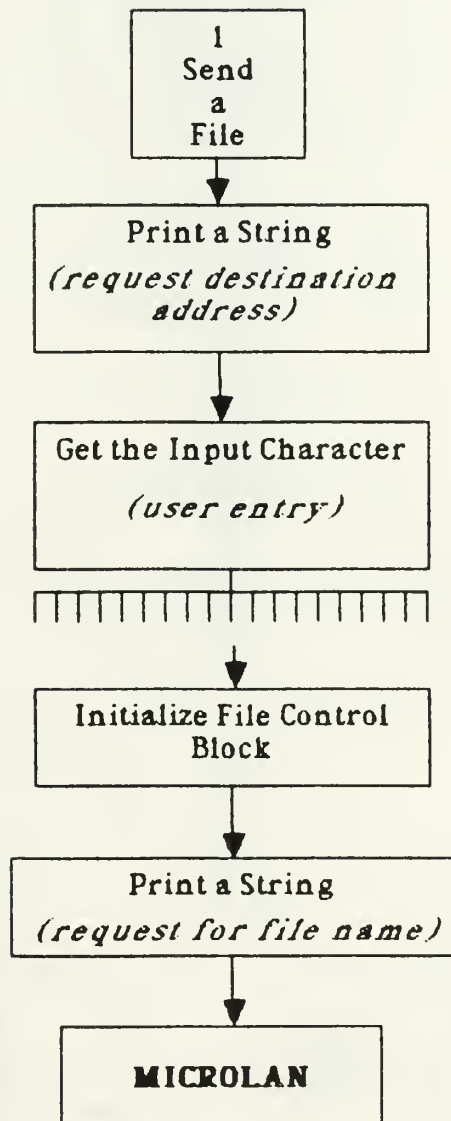 1
Send
a
File
Print a String
(request destination
address)
Get the Input Character
(user entry)
Initialize File Control
Block
Print a String
(request for file name)
MICROLAN